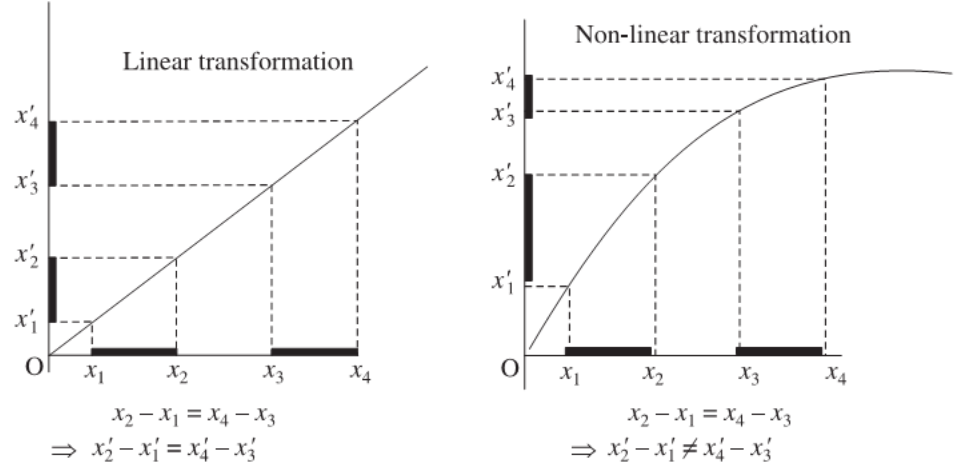 Linear transformation
x′₄
x′₃
x′₂
x′₁
O
x₁ x₂ x₃ x₄
x₂ – x₁ = x₄ – x₃
⇒ x′₂ – x′₁ = x′₄ – x′₃
Non-linear transformation
x′₄
x′₃
x′₂
x′₁
O
x₁ x₂ x₃ x₄
x₂ – x₁ = x₄ – x₃
⇒ x′₂ – x′₁ ≠ x′₄ – x′₃